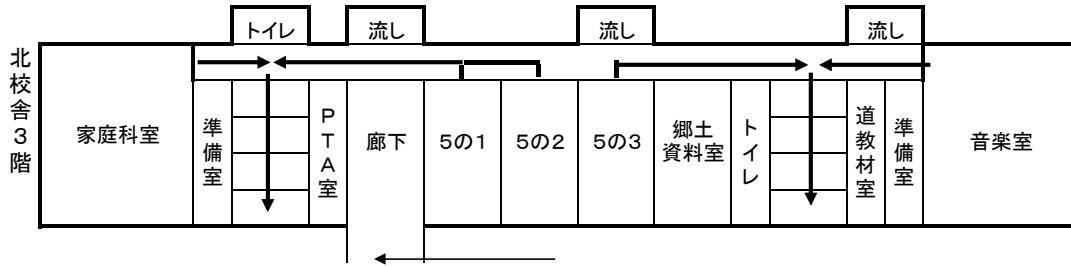 トイレ
流し
流し
流し
北校舎3階
家庭科室
準備室
PTA室
廊下
5の1
5の2
5の3
郷土
資料室
トイレ
道教材室
準備室
音楽室